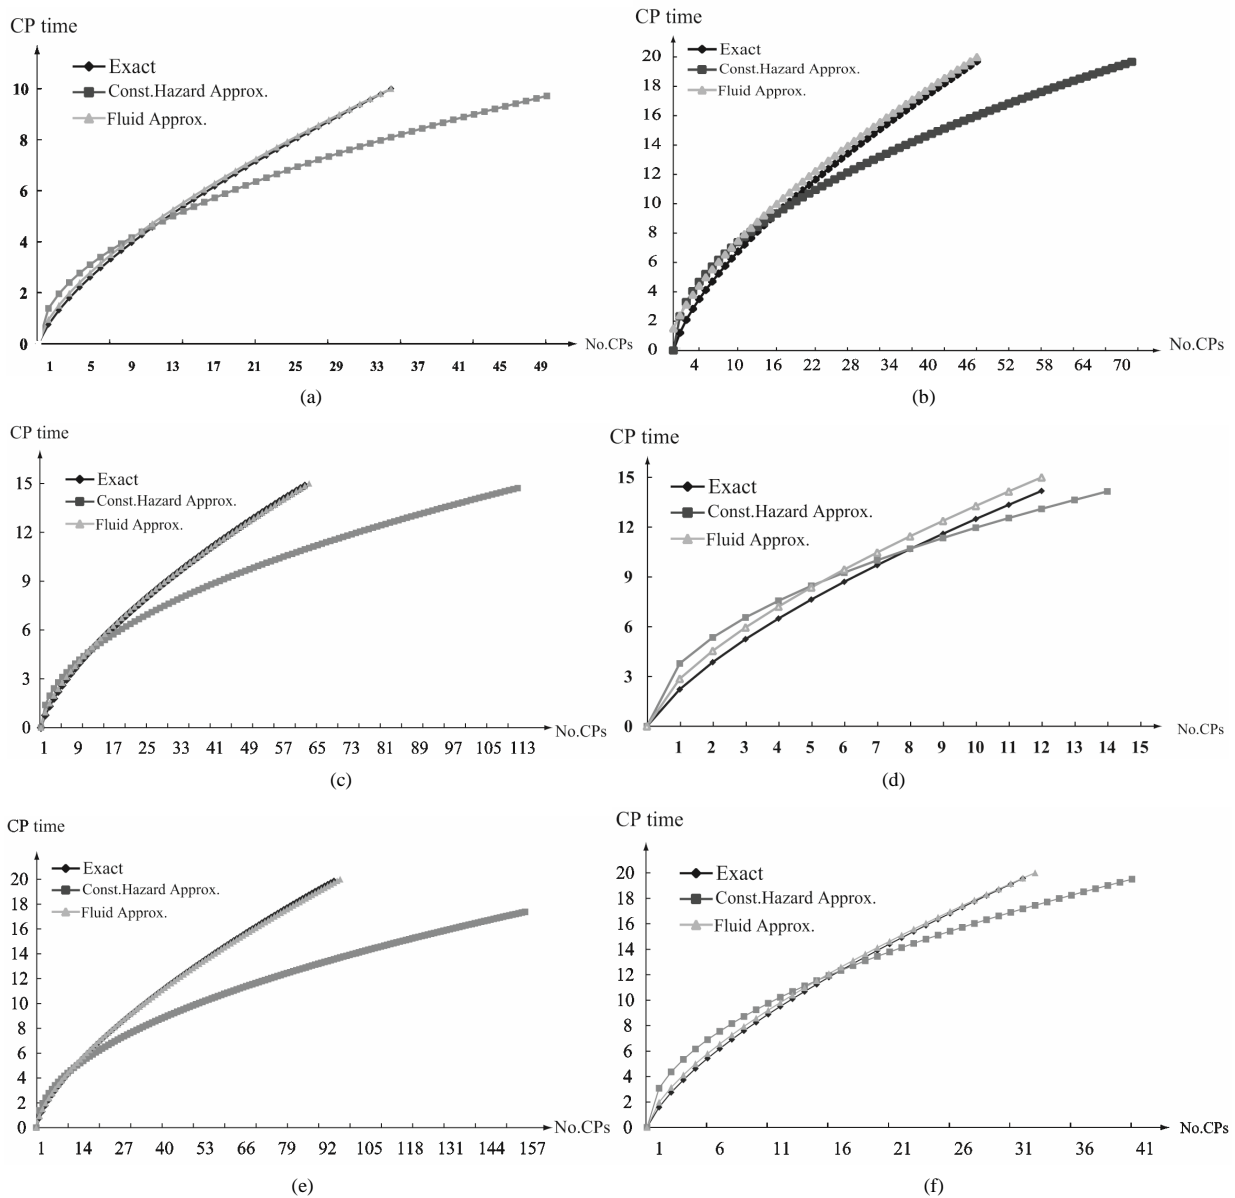 CP time
Exact
Const.Hazard Approx.
Fluid Approx.
10
8
6
4
2
0
1 5 9 13 17 21 25 29 33 37 41 45 49
No.CPs
(a)
CP time
Exact
Const.Hazard Approx.
Fluid Approx.
20
18
16
14
12
10
8
6
4
2
0
4 10 16 22 28 34 40 46 52 58 64 70
No.CPs
(b)
CP time
Exact
Const.Hazard Approx.
Fluid Approx.
15
12
9
6
3
0
1 9 17 25 33 41 49 57 65 73 81 89 97 105 113
No.CPs
(c)
CP time
Exact
Const.Hazard Approx.
Fluid Approx.
15
12
9
6
3
0
1 2 3 4 5 6 7 8 9 10 11 12 13 14 15
No.CPs
(d)
CP time
Exact
Const.Hazard Approx.
Fluid Approx.
20
18
16
14
12
10
8
6
4
2
0
1 14 27 40 53 66 79 92 105 118 131 144 157
No.CPs
(e)
CP time
Exact
Const.Hazard Approx.
Fluid Approx.
20
18
16
14
12
10
8
6
4
2
0
1 6 11 16 21 26 31 36 41
No.CPs
(f)